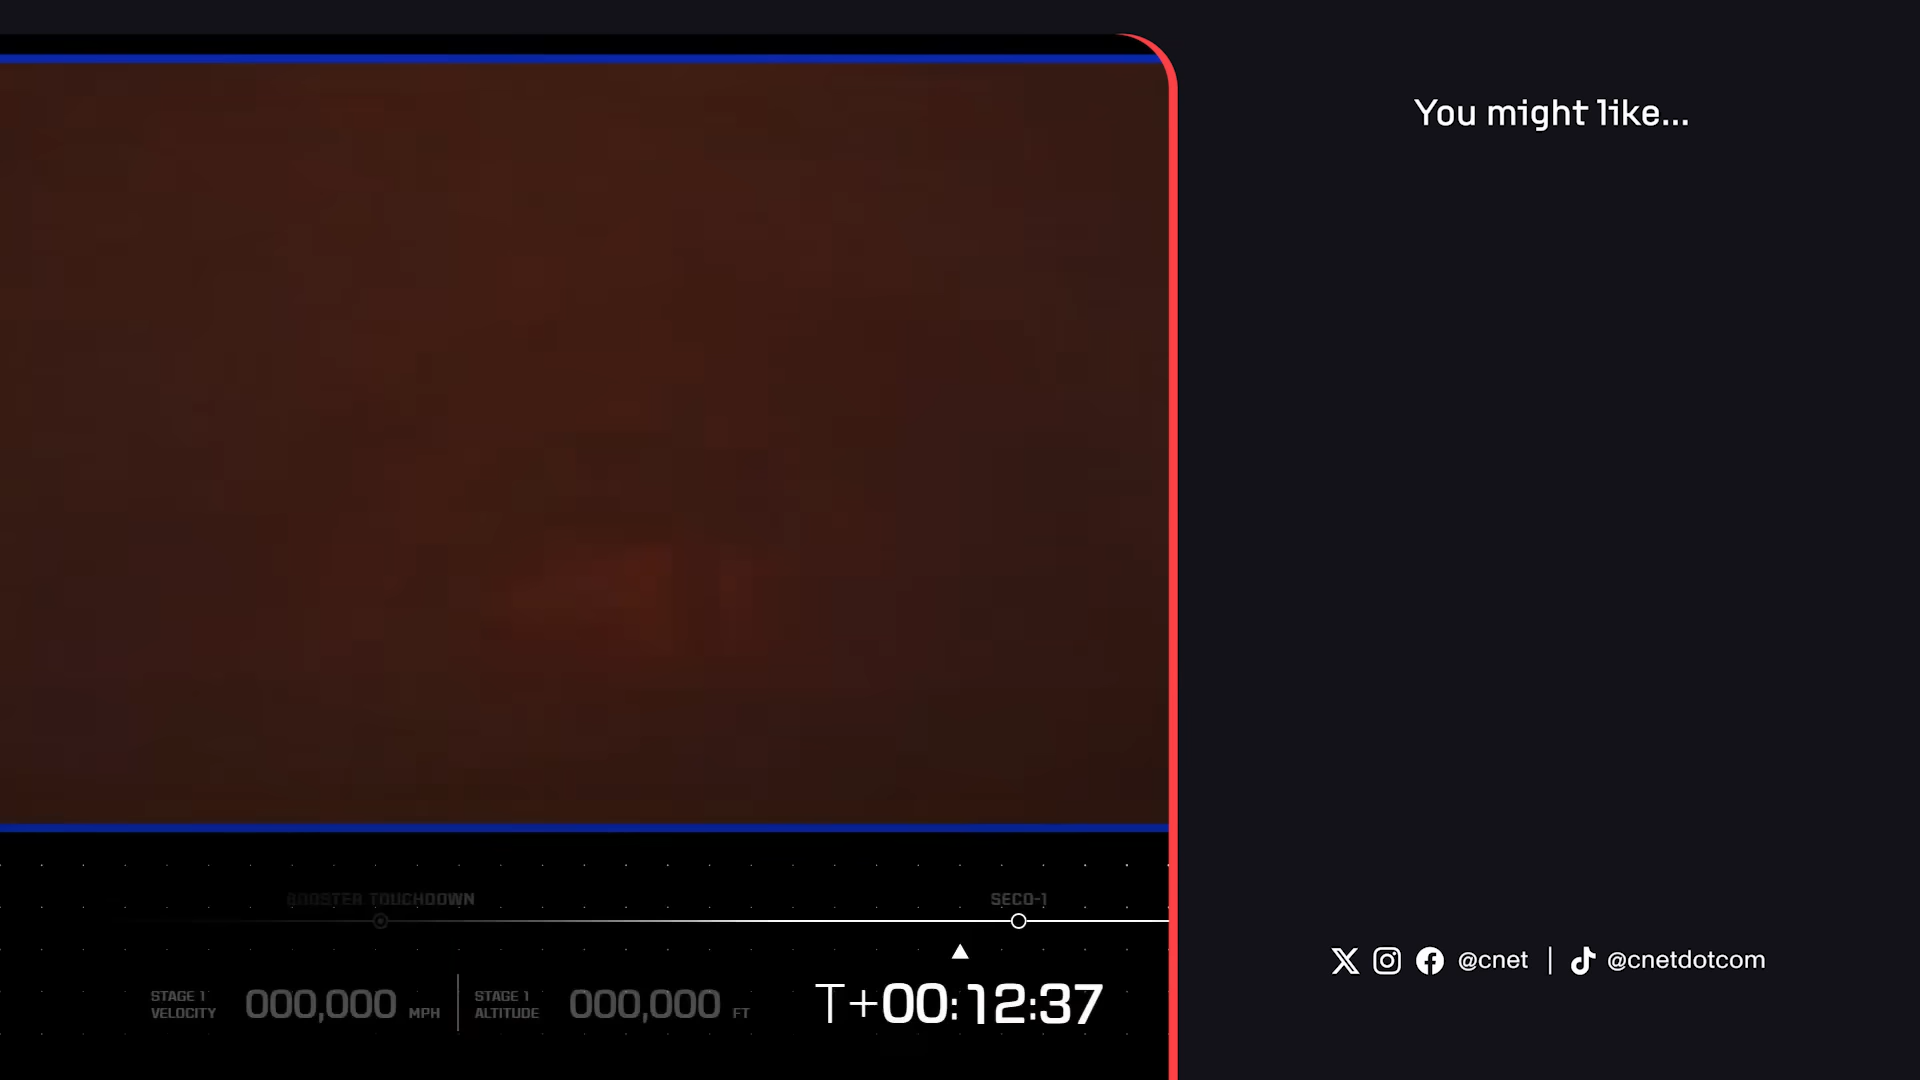 You might like...
BOOSTER TOUCHDOWN
SECO-1
STAGE 1
VELOCITY
000,000 MPH
STAGE 1
ALTITUDE
000,000 FT
T+00:12:37
@cnet | @cnetdotcom